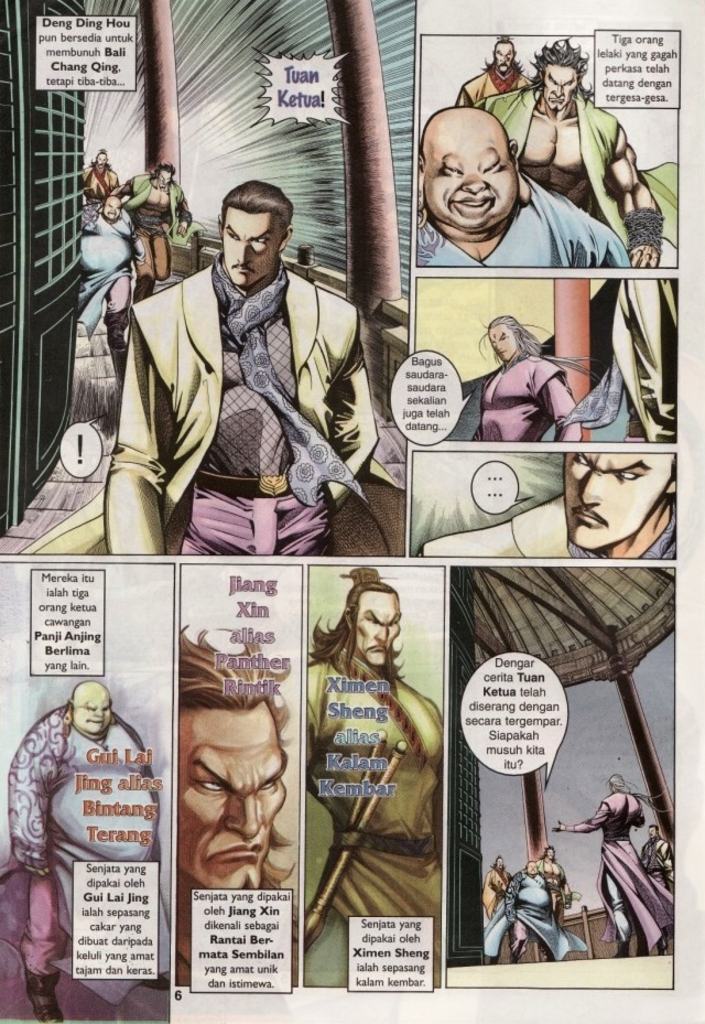 Deng Ding Hou
pun bersedia untuk
membunuh Bali
Chang Qing,
tetapi tiba-tiba...
Tuan
Ketua!
!
Tiga orang
lelaki yang gagah
perkasa telah
datang dengan
tergesa-gesa.
Bagus
saudara-
saudara
sekalian
juga telah
datang...
...
...
Mereka itu
ialah tiga
orang ketua
cawangan
Panji Anjing
Berlima
yang lain.
Gui Lai
Jing alias
Bintang
Terang
Senjata yang
dipakai oleh
Gui Lai Jing
ialah sepasang
cakar yang
dibuat daripada
keluli yang amat
tajam dan keras.
Jiang
Xin
alias
Panther
Rintik
Senjata yang dipakai
oleh Jiang Xin
dikenali sebagai
Rantai Ber-
mata Sembilan
yang amat unik
dan istimewa.
Ximen
Sheng
alias
Kalam
Kembar
Senjata yang
dipakai oleh
Ximen Sheng
ialah sepasang
kalam kembar.
Dengar
cerita Tuan
Ketua telah
diserang dengan
secara tergempar.
Siapakah
musuh kita
itu?
6